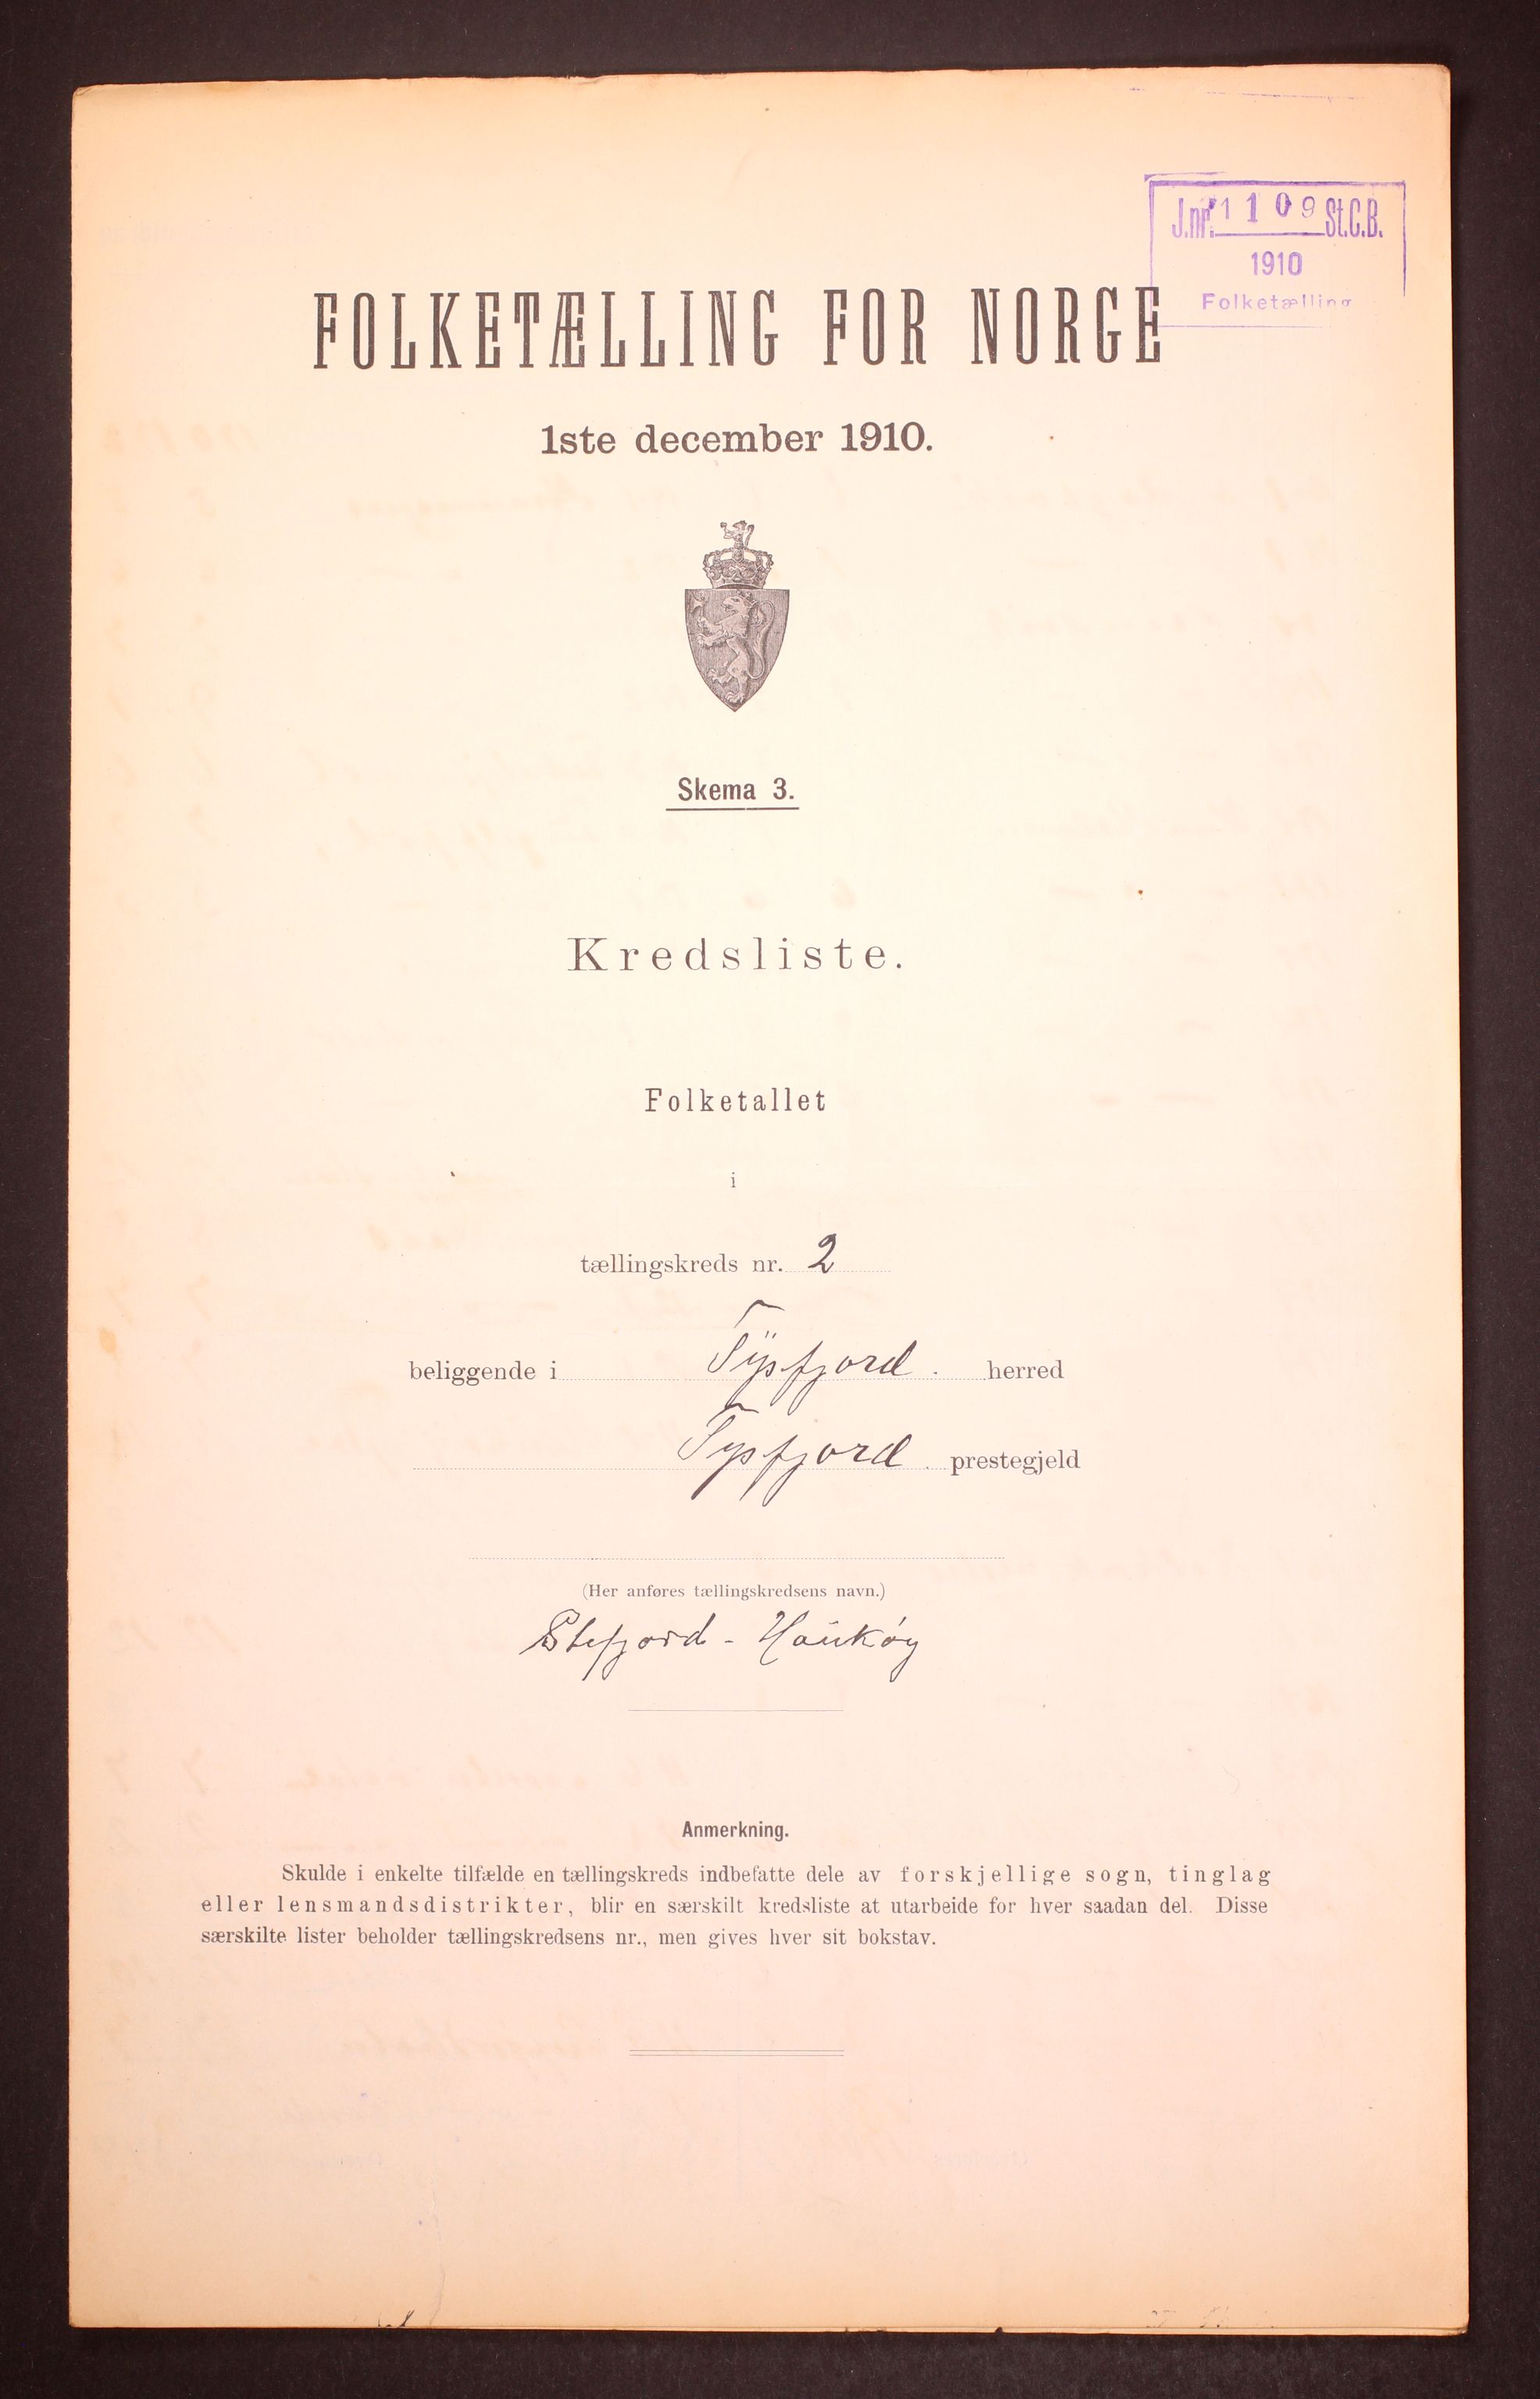 J.nr. 1109 St.C.B.
1910
Folketælling
FOLKETÆLLING FOR NORGE
1ste december 1910.
Skema 3.
Kredsliste.
Folketallet
i
tællingskreds nr. 2
beliggende i Tÿsfjord. herred
Tysfjord. prestegjeld
(Her anføres tællingskredsens navn.)
Stefjord - Haukøy
Anmerkning.
Skulde i enkelte tilfælde en tællingskreds indbefatte dele av forskjellige sogn, tinglag
eller lensmandsdistrikter, blir en særskilt kredsliste at utarbeide for hver saadan del. Disse
særskilte lister beholder tællingskredsens nr., men gives hver sit bokstav.